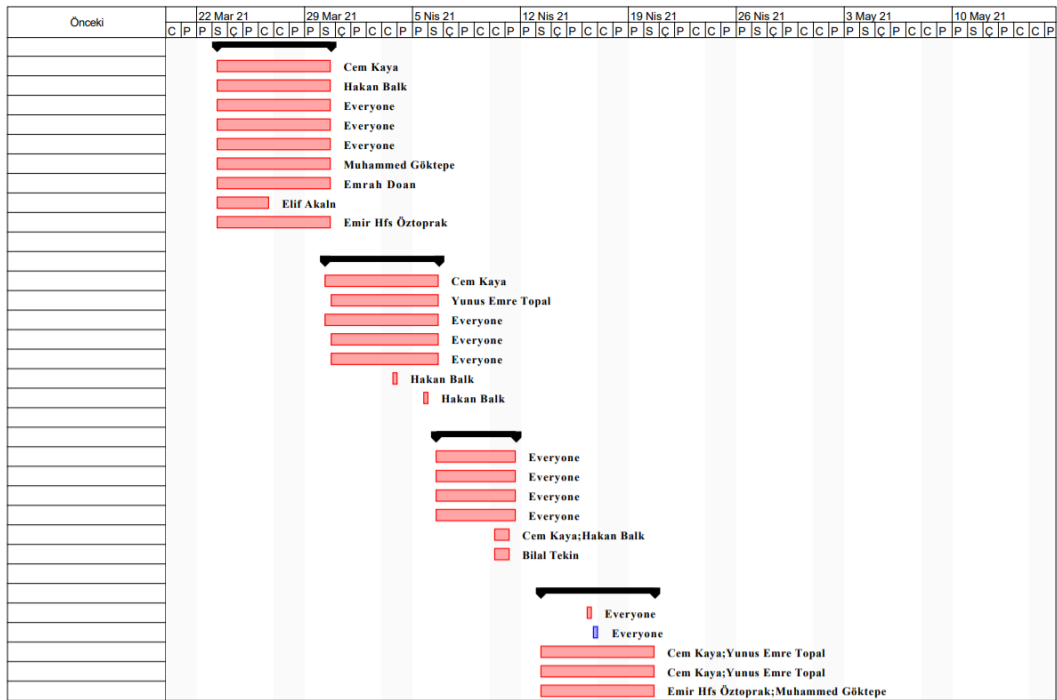 Önceki
22 Mar 21 29 Mar 21 5 Nis 21 12 Nis 21 19 Nis 21 26 Nis 21 3 May 21 10 May 21
C P P S Ç P C C P P S Ç P C C P P S Ç P C C P P S Ç P C C P P S Ç P C C P P S Ç P C C P P S Ç P C C P P S Ç P C C P
Cem Kaya
Hakan Balk
Everyone
Everyone
Everyone
Muhammed Göktepe
Emrah Doan
Elif Akaln
Emir Hfs Öztoprak
Cem Kaya
Yunus Emre Topal
Everyone
Everyone
Everyone
Hakan Balk
Hakan Balk
Everyone
Everyone
Everyone
Everyone
Cem Kaya;Hakan Balk
Bilal Tekin
Everyone
Everyone
Cem Kaya;Yunus Emre Topal
Cem Kaya;Yunus Emre Topal
Emir Hfs Öztoprak;Muhammed Göktepe